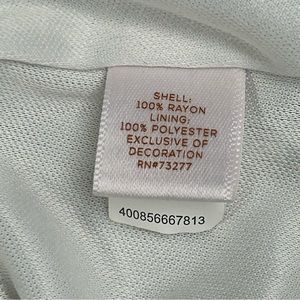 SHELL:
100% RAYON
LINING:
100% POLYESTER
EXCLUSIVE OF
DECORATION
RN#73277
400856667813